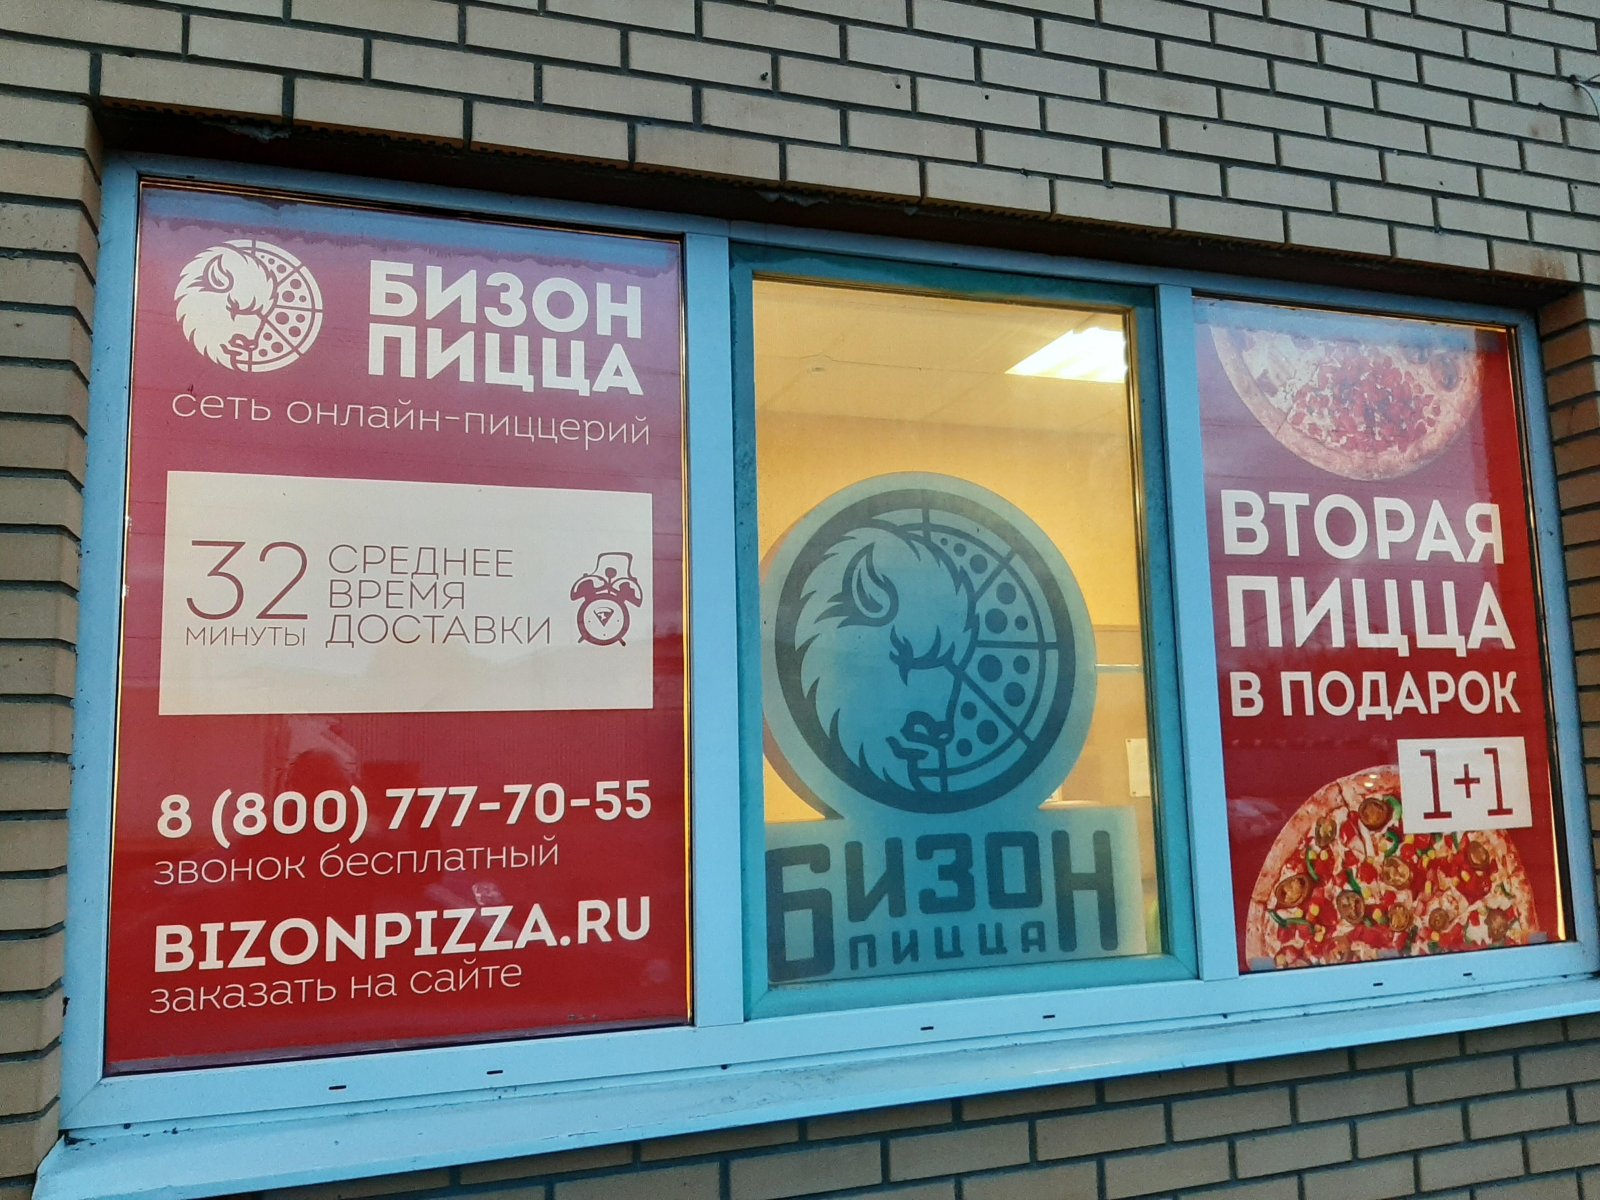 БИЗОН
ПИЦЦА
сеть онлайн-пиццерий
32
минуты
СРЕДНЕЕ
ВРЕМЯ
ДОСТАВКИ
8 (800) 777-70-55
звонок бесплатный
BIZONPIZZA.RU
заказать на сайте
БИЗОН
ПИЦЦА
ВТОРАЯ
ПИЦЦА
В ПОДАРОК
1+1